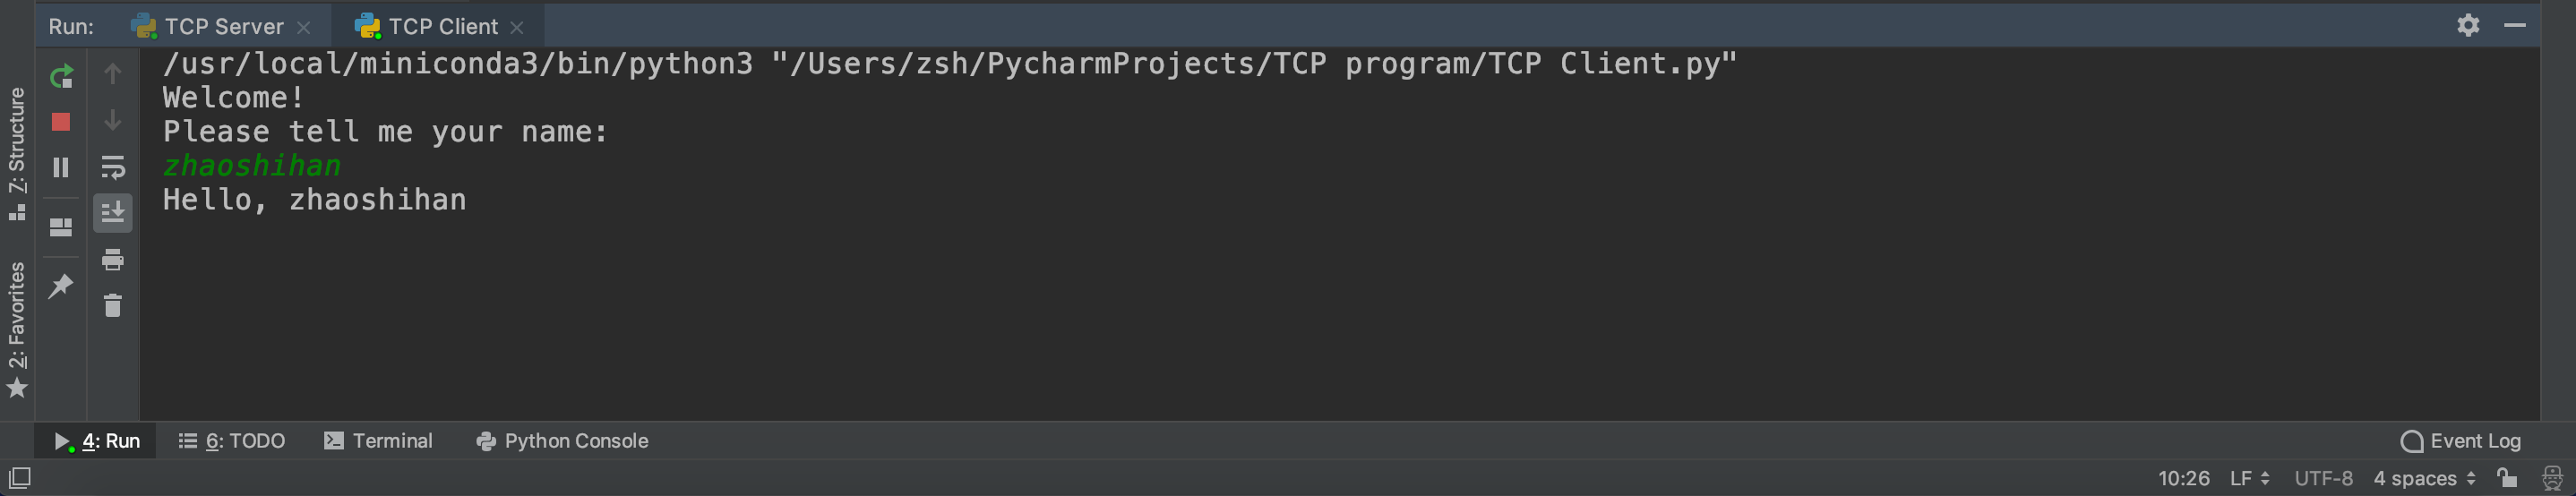 Run: TCP Server TCP Client
/usr/local/miniconda3/bin/python3 "/Users/zsh/PycharmProjects/TCP program/TCP Client.py"
Welcome!
Please tell me your name:
zhaoshihan
Hello, zhaoshihan
7: Structure
2: Favorites
4: Run 6: TODO Terminal Python Console Event Log
10:26 LF UTF-8 4 spaces